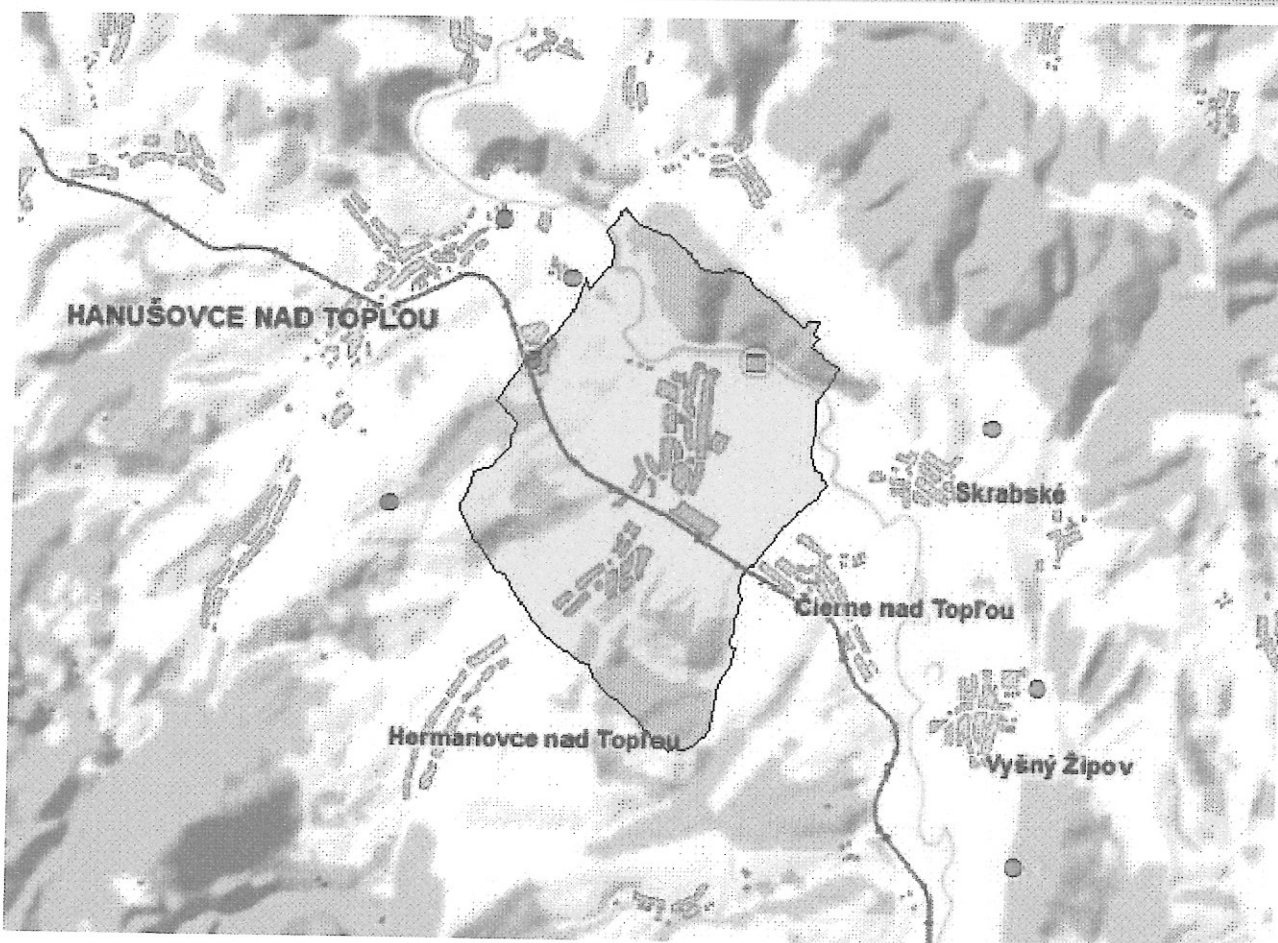 HANUŠOVCE NAD TOPĽOU
Skrabské
Čierne nad Topľou
Hermanovce nad Topľou
Vyšný Žipov